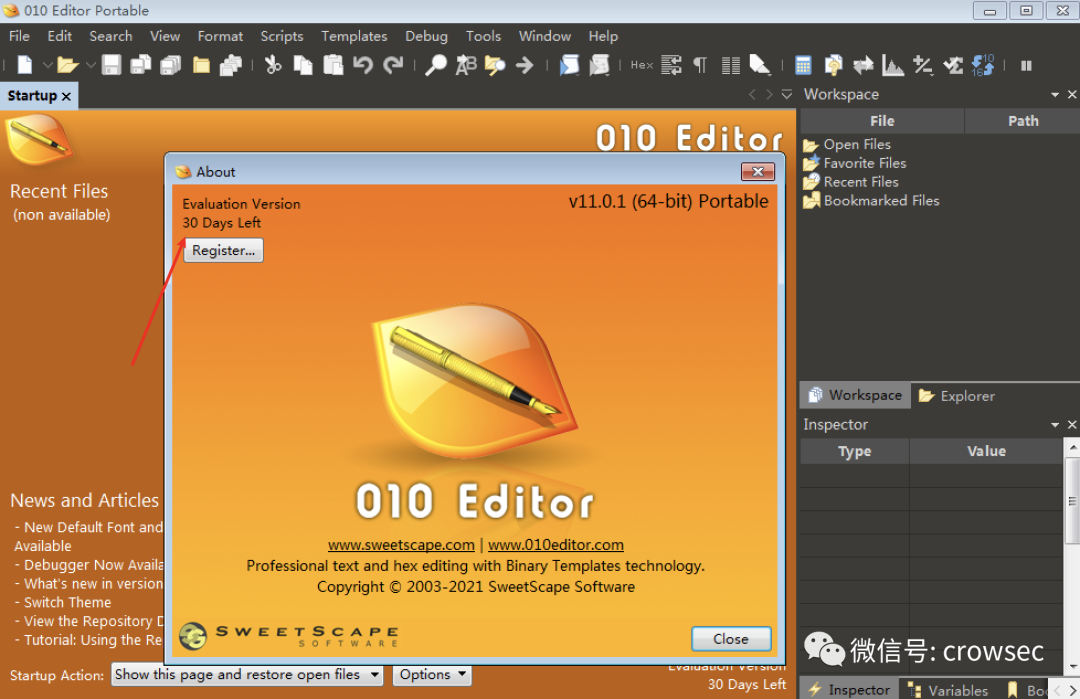 010 Editor Portable
File Edit Search View Format Scripts Templates Debug Tools Window Help
Hex
Startup
Workspace
File Path
Open Files
Favorite Files
Recent Files
Bookmarked Files
010 Editor
Recent Files
(non available)
About
Evaluation Version
30 Days Left
v11.0.1 (64-bit) Portable
Register...
010 Editor
www.sweetscape.com | www.010editor.com
Professional text and hex editing with Binary Templates technology.
Copyright © 2003-2021 SweetScape Software
SWEETSCAPE
SOFTWARE
Close
News and Articles
- New Default Font and
Available
- Debugger Now Availa
- What's new in version
- Switch Theme
- View the Repository D
- Tutorial: Using the Re
Startup Action: Show this page and restore open files Options
Evaluation Version
30 Days Left
Workspace Explorer
Inspector
Type Value
微信号: crowsec
Inspector Variables Boo